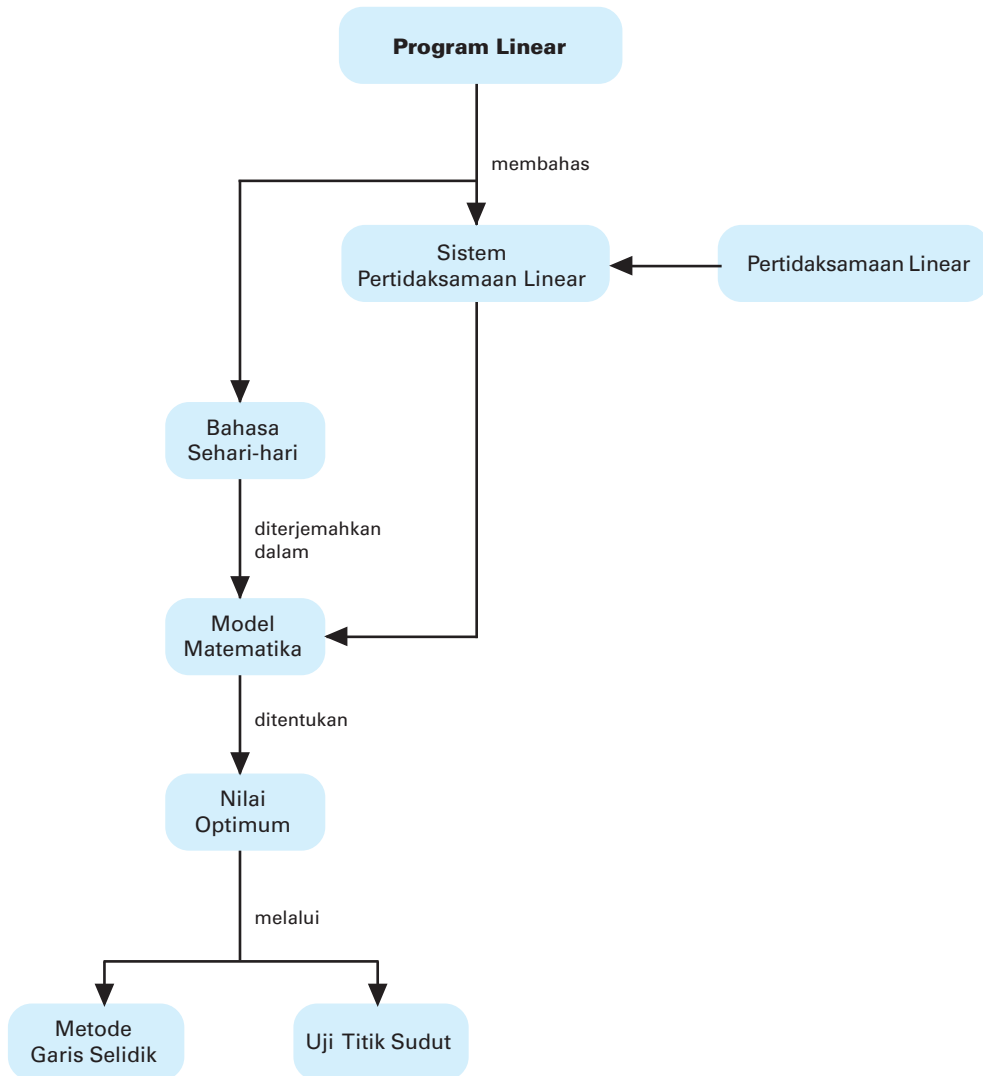 Program Linear
membahas
Sistem
Pertidaksamaan Linear
Pertidaksamaan Linear
Bahasa
Sehari-hari
diterjemahkan
dalam
Model
Matematika
ditentukan
Nilai
Optimum
melalui
Metode
Garis Selidik
Uji Titik Sudut